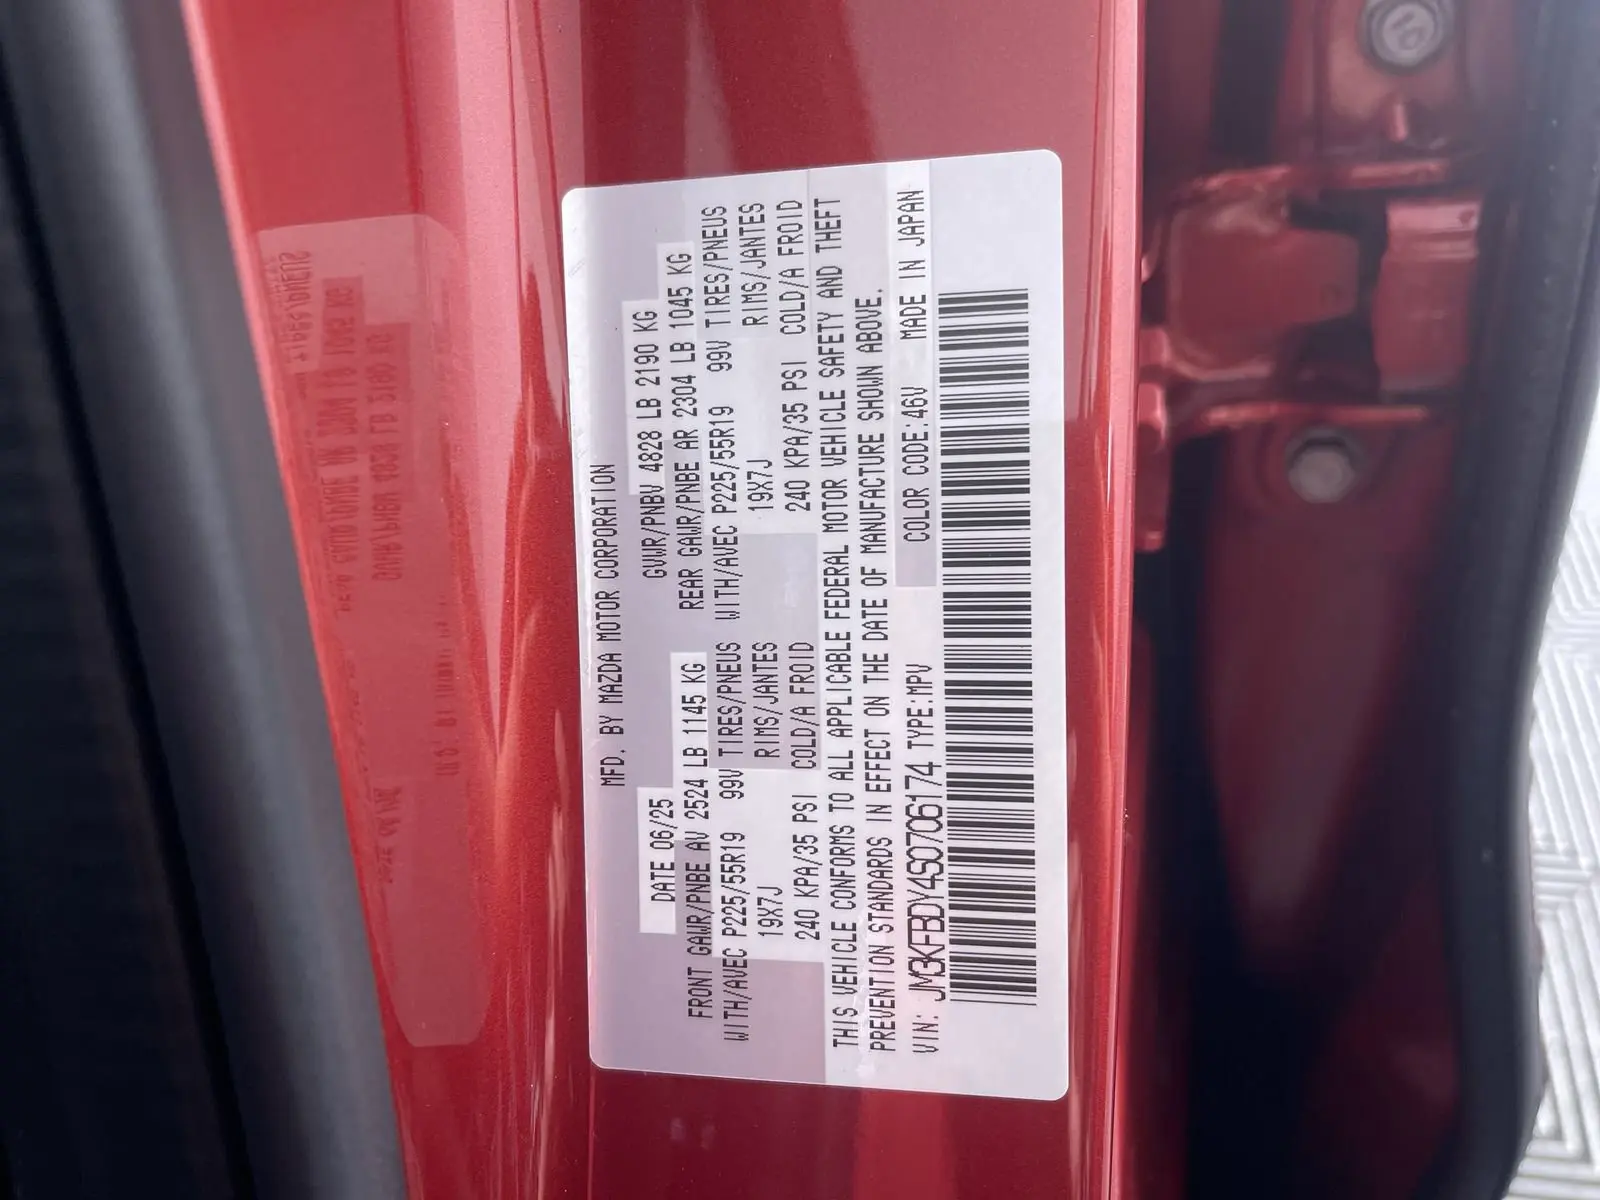 MFD. BY MAZDA MOTOR CORPORATION
DATE 06/25 GVWR/PNBV 4828 LB 2190 KG
FRONT GAWR/PNBE AV 2524 LB 1145 KG REAR GAWR/PNBE AR 2304 LB 1045 KG
WITH/AVEC P225/55R19 99V TIRES/PNEUS WITH/AVEC P225/55R19 99V TIRES/PNEUS
19X7J RIMS/JANTES 19X7J RIMS/JANTES
240 KPA/35 PSI COLD/A FROID 240 KPA/35 PSI COLD/A FROID
THIS VEHICLE CONFORMS TO ALL APPLICABLE FEDERAL MOTOR VEHICLE SAFETY AND THEFT
PREVENTION STANDARDS IN EFFECT ON THE DATE OF MANUFACTURE SHOWN ABOVE.
VIN: JM3KFBDY4S0706174 TYPE:MPV COLOR CODE:46V MADE IN JAPAN